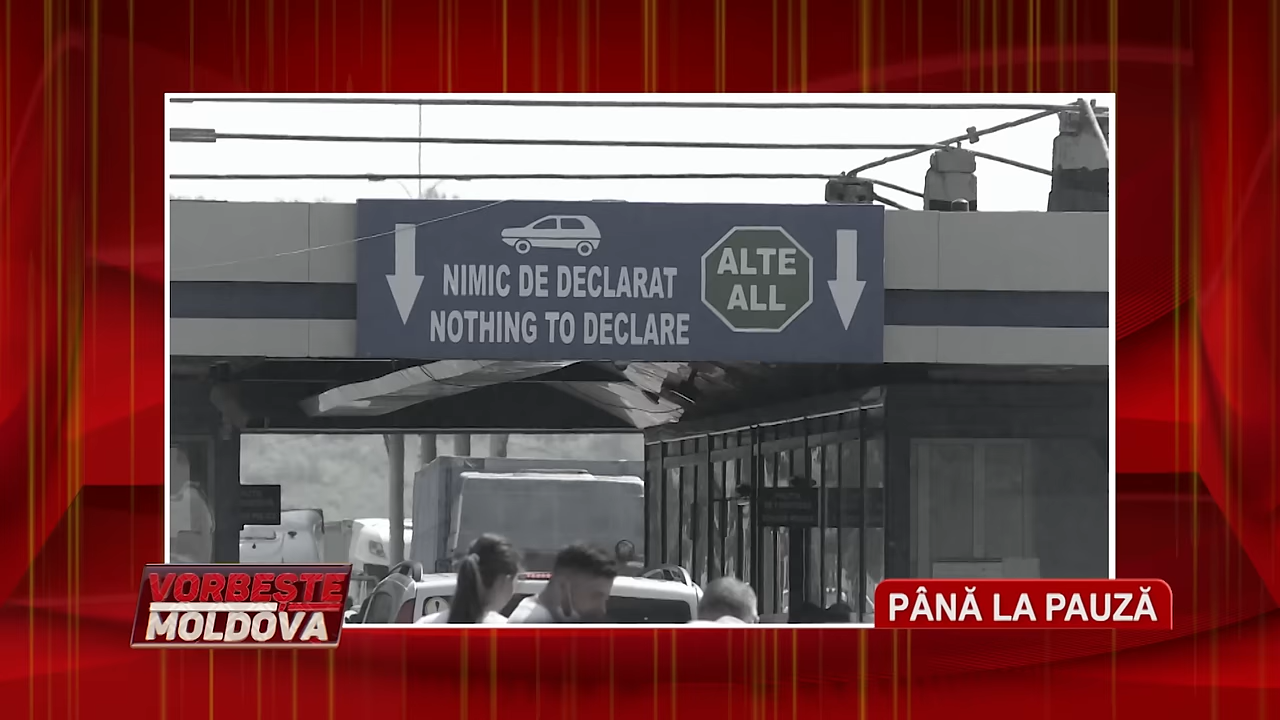 NIMIC DE DECLARAT
NOTHING TO DECLARE
ALTE
ALL
VORBEȘTE
MOLDOVA
PÂNĂ LA PAUZĂ